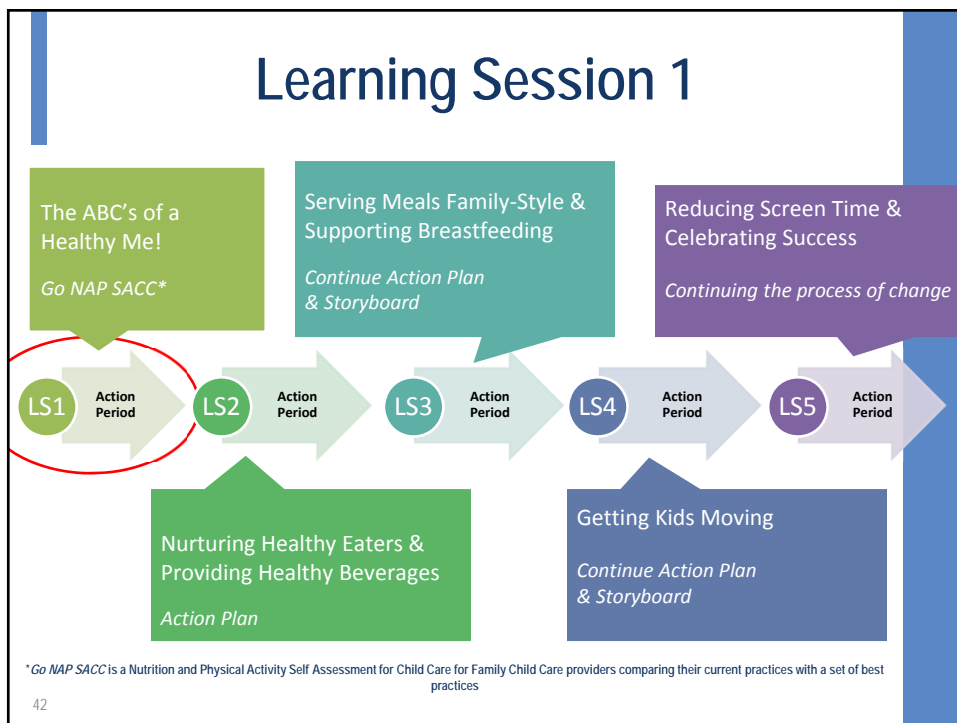 Learning Session 1
The ABC's of a
Healthy Me!
Go NAP SACC*
Serving Meals Family-Style &
Supporting Breastfeeding
Continue Action Plan
& Storyboard
Reducing Screen Time &
Celebrating Success
Continuing the process of change
LS1
Action
Period
LS2
Action
Period
LS3
Action
Period
LS4
Action
Period
LS5
Action
Period
Nurturing Healthy Eaters &
Providing Healthy Beverages
Action Plan
Getting Kids Moving
Continue Action Plan
& Storyboard
*Go NAP SACC is a Nutrition and Physical Activity Self Assessment for Child Care for Family Child Care providers comparing their current practices with a set of best
practices
42